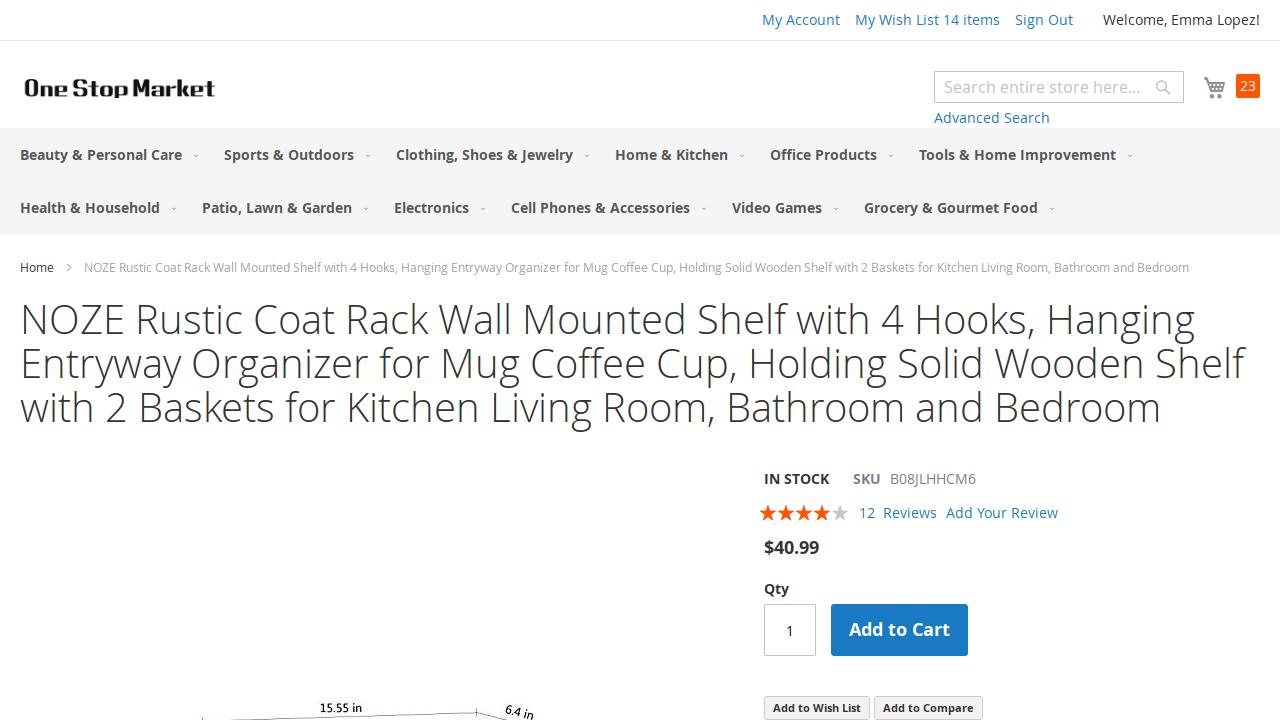 My Account My Wish List 14 items Sign Out Welcome, Emma Lopez!
One Stop Market
Search entire store here...
23
Advanced Search
Beauty & Personal Care Sports & Outdoors Clothing, Shoes & Jewelry Home & Kitchen Office Products Tools & Home Improvement
Health & Household Patio, Lawn & Garden Electronics Cell Phones & Accessories Video Games Grocery & Gourmet Food
Home NOZE Rustic Coat Rack Wall Mounted Shelf with 4 Hooks, Hanging Entryway Organizer for Mug Coffee Cup, Holding Solid Wooden Shelf with 2 Baskets for Kitchen Living Room, Bathroom and Bedroom
NOZE Rustic Coat Rack Wall Mounted Shelf with 4 Hooks, Hanging
Entryway Organizer for Mug Coffee Cup, Holding Solid Wooden Shelf
with 2 Baskets for Kitchen Living Room, Bathroom and Bedroom
IN STOCK SKU B08JLHHCM6
12 Reviews Add Your Review
$40.99
Qty
1 Add to Cart
Add to Wish List Add to Compare
15.55 in 6.4 in